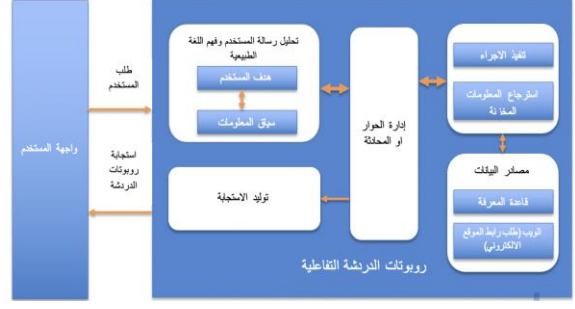 تحليل رسالة المستخدم وفهم اللغة
الطبيعية
هدف المستخدم
سياق المعلومات
طلب
المستخدم
واجهة المستخدم
استجابة
روبوتات
الدردشة
توليد الاستجابة
إدارة الحوار
او المحادثة
تنفيذ الاجراء
استرجاع المعلومات
المخزنة
مصادر البيانات
قاعدة المعرفة
الويب (طلب رابط الموقع
الالكتروني)
روبوتات الدردشة التفاعلية